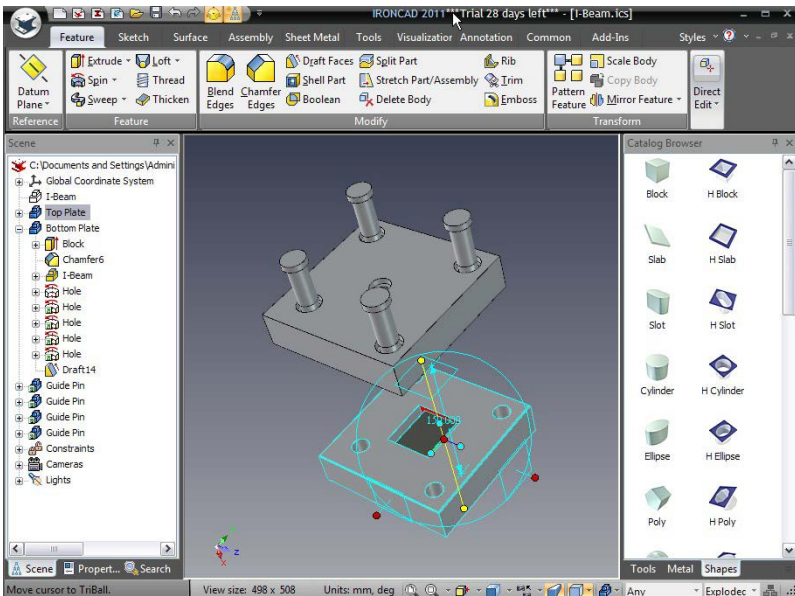 IRONCAD 2011***Trial 28 days left*** - [I-Beam.ics]
Feature Sketch Surface Assembly Sheet Metal Tools Visualization Annotation Common Add-Ins Styles
Datum Plane
Extrude Loft
Spin Thread
Sweep Thicken
Blend Edges
Chamfer Edges
Draft Faces Split Part Rib
Shell Part Stretch Part/Assembly Trim
Boolean Delete Body Emboss
Pattern Feature
Scale Body
Copy Body
Mirror Feature
Direct Edit
Reference Feature Modify Transform
Scene
C:\Documents and Settings\Admini
Global Coordinate System
I-Beam
Top Plate
Bottom Plate
Block
Chamfer6
I-Beam
Hole
Hole
Hole
Hole
Hole
Draft14
Guide Pin
Guide Pin
Guide Pin
Guide Pin
Constraints
Cameras
Lights
Scene Propert... Search
Y
Z
X
Catalog Browser
Block H Block
Slab H Slab
Slot H Slot
Cylinder H Cylinder
Ellipse H Ellipse
Poly H Poly
Tools Metal Shapes
Move cursor to TriBall. View size: 498 x 508 Units: mm, deg Any Explodec